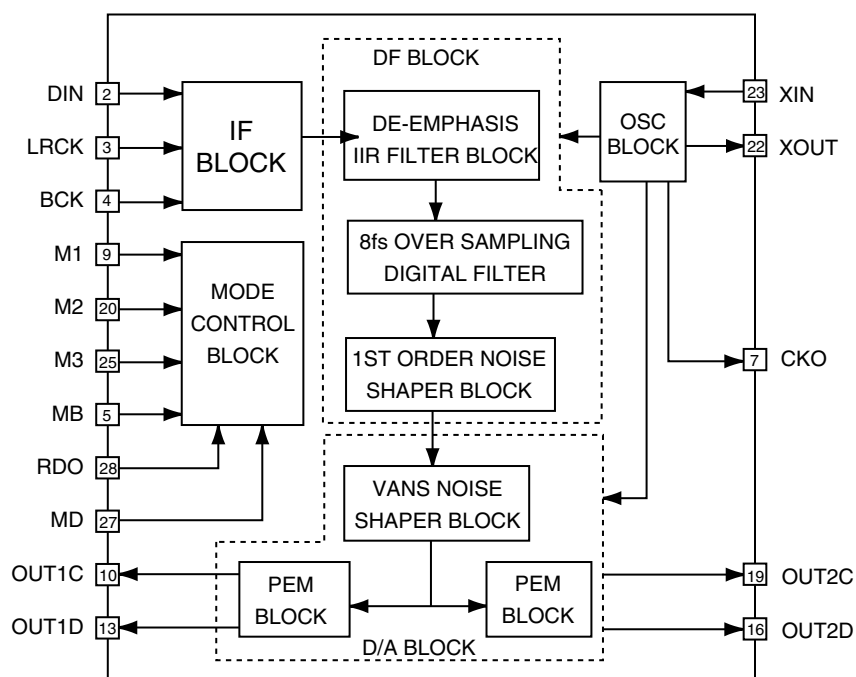 DF BLOCK
DIN 2
LRCK 3
BCK 4
IF
BLOCK
DE-EMPHASIS
IIR FILTER BLOCK
OSC
BLOCK
23 XIN
22 XOUT
8fs OVER SAMPLING
DIGITAL FILTER
M1 9
M2 20
M3 25
MB 5
RDO 28
MD 27
MODE
CONTROL
BLOCK
1ST ORDER NOISE
SHAPER BLOCK
7 CKO
VANS NOISE
SHAPER BLOCK
OUT1C 10
OUT1D 13
PEM
BLOCK
PEM
BLOCK
D/A BLOCK
19 OUT2C
16 OUT2D